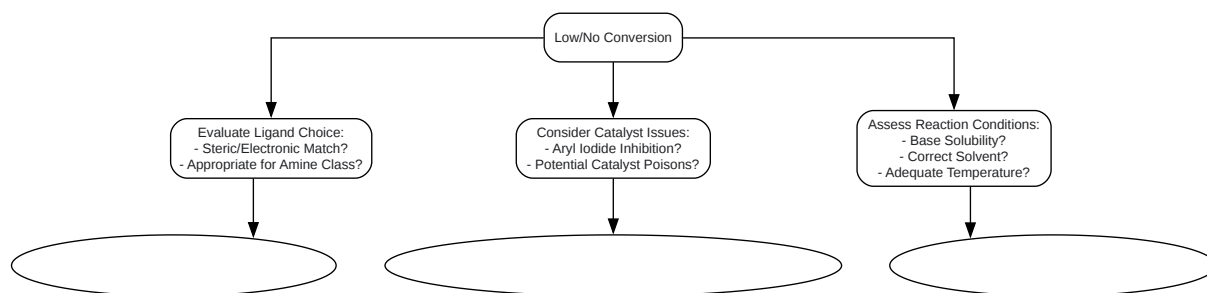 Low/No Conversion
Evaluate Ligand Choice:
- Steric/Electronic Match?
- Appropriate for Amine Class?
Consider Catalyst Issues:
- Aryl Iodide Inhibition?
- Potential Catalyst Poisons?
Assess Reaction Conditions:
- Base Solubility?
- Correct Solvent?
- Adequate Temperature?